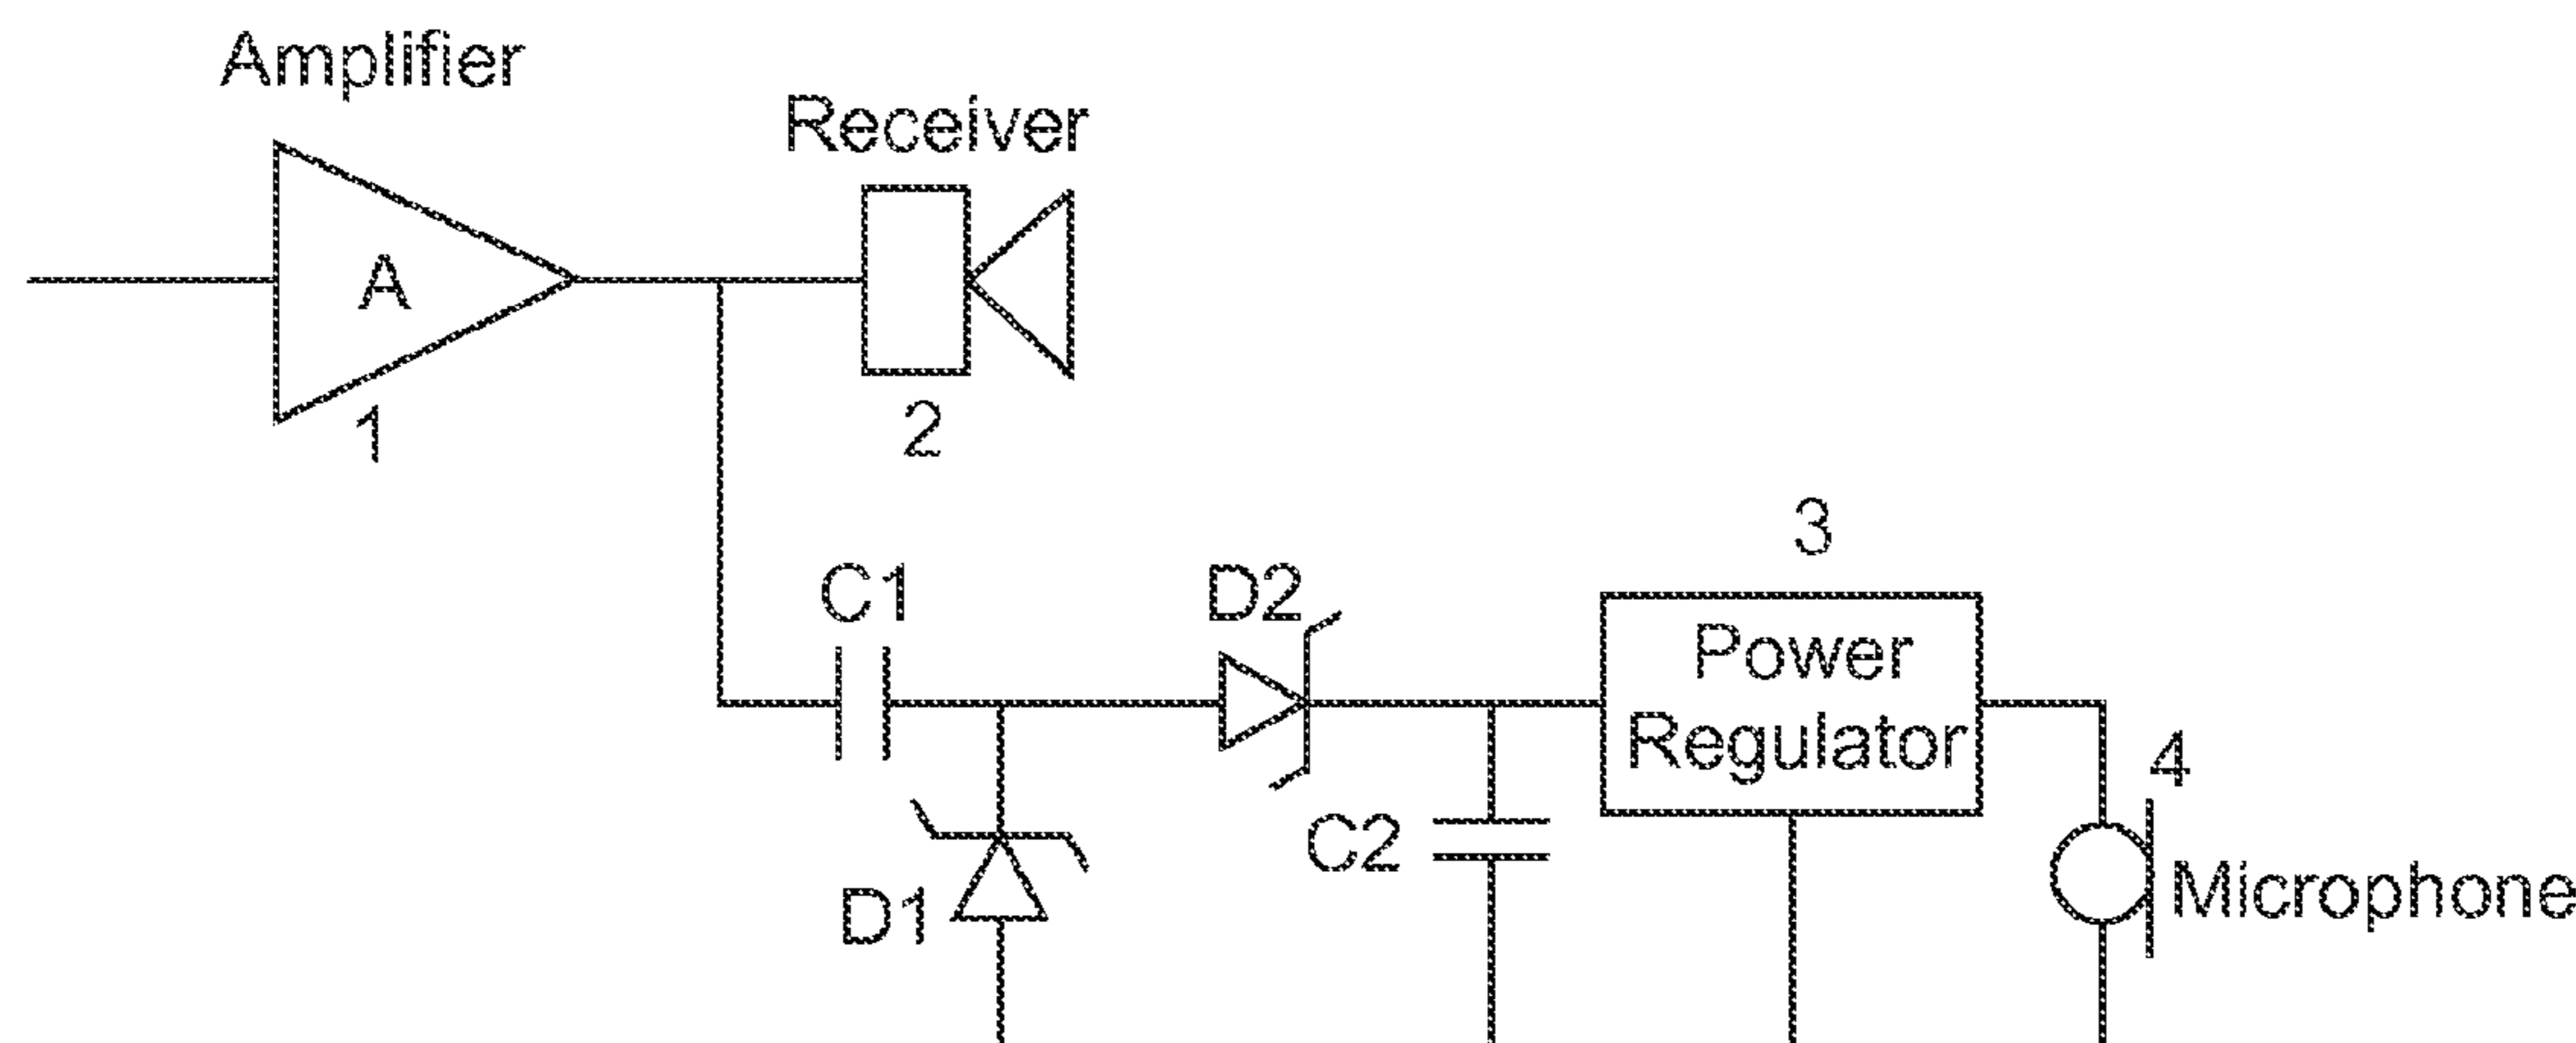 Amplifier
Receiver
A
1
2
3
C1
D2
Power
Regulator
4
C2
D1
Microphone